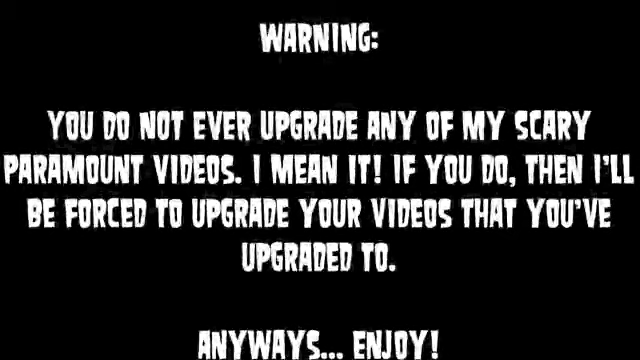 WARNING:
YOU DO NOT EVER UPGRADE ANY OF MY SCARY
PARAMOUNT VIDEOS. I MEAN IT! IF YOU DO, THEN I'LL
BE FORCED TO UPGRADE YOUR VIDEOS THAT YOU'VE
UPGRADED TO.
ANYWAYS... ENJOY!